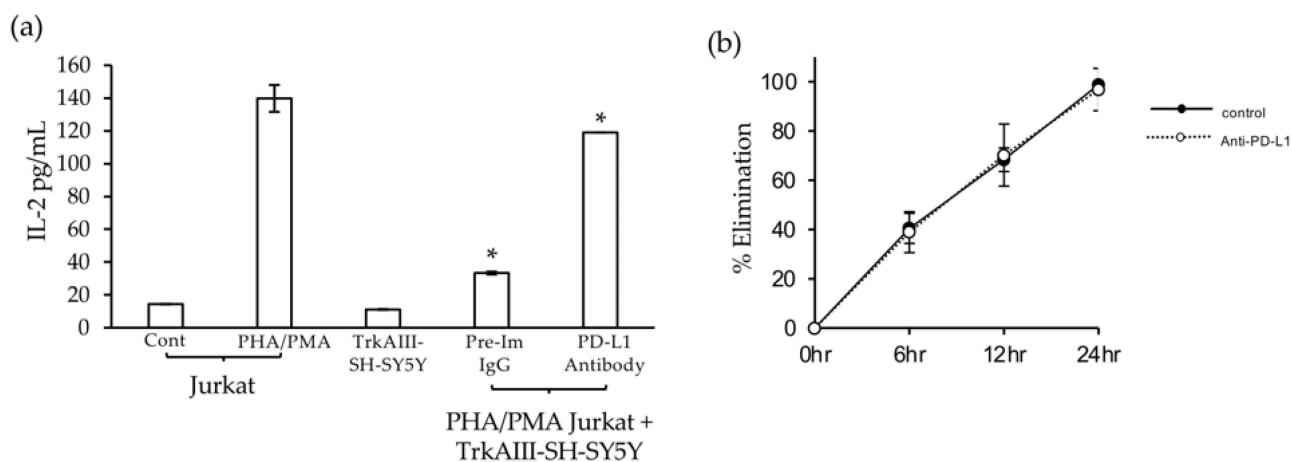 (a)
160
140
120
100
80
60
40
20
0
IL-2 pg/mL
*
*
Cont
PHA/PMA
TrkAIII-
SH-SY5Y
Pre-Im
IgG
PD-L1
Antibody
Jurkat
PHA/PMA Jurkat +
TrkAIII-SH-SY5Y
(b)
100
80
60
40
20
0
% Elimination
0hr
6hr
12hr
24hr
control
Anti-PD-L1